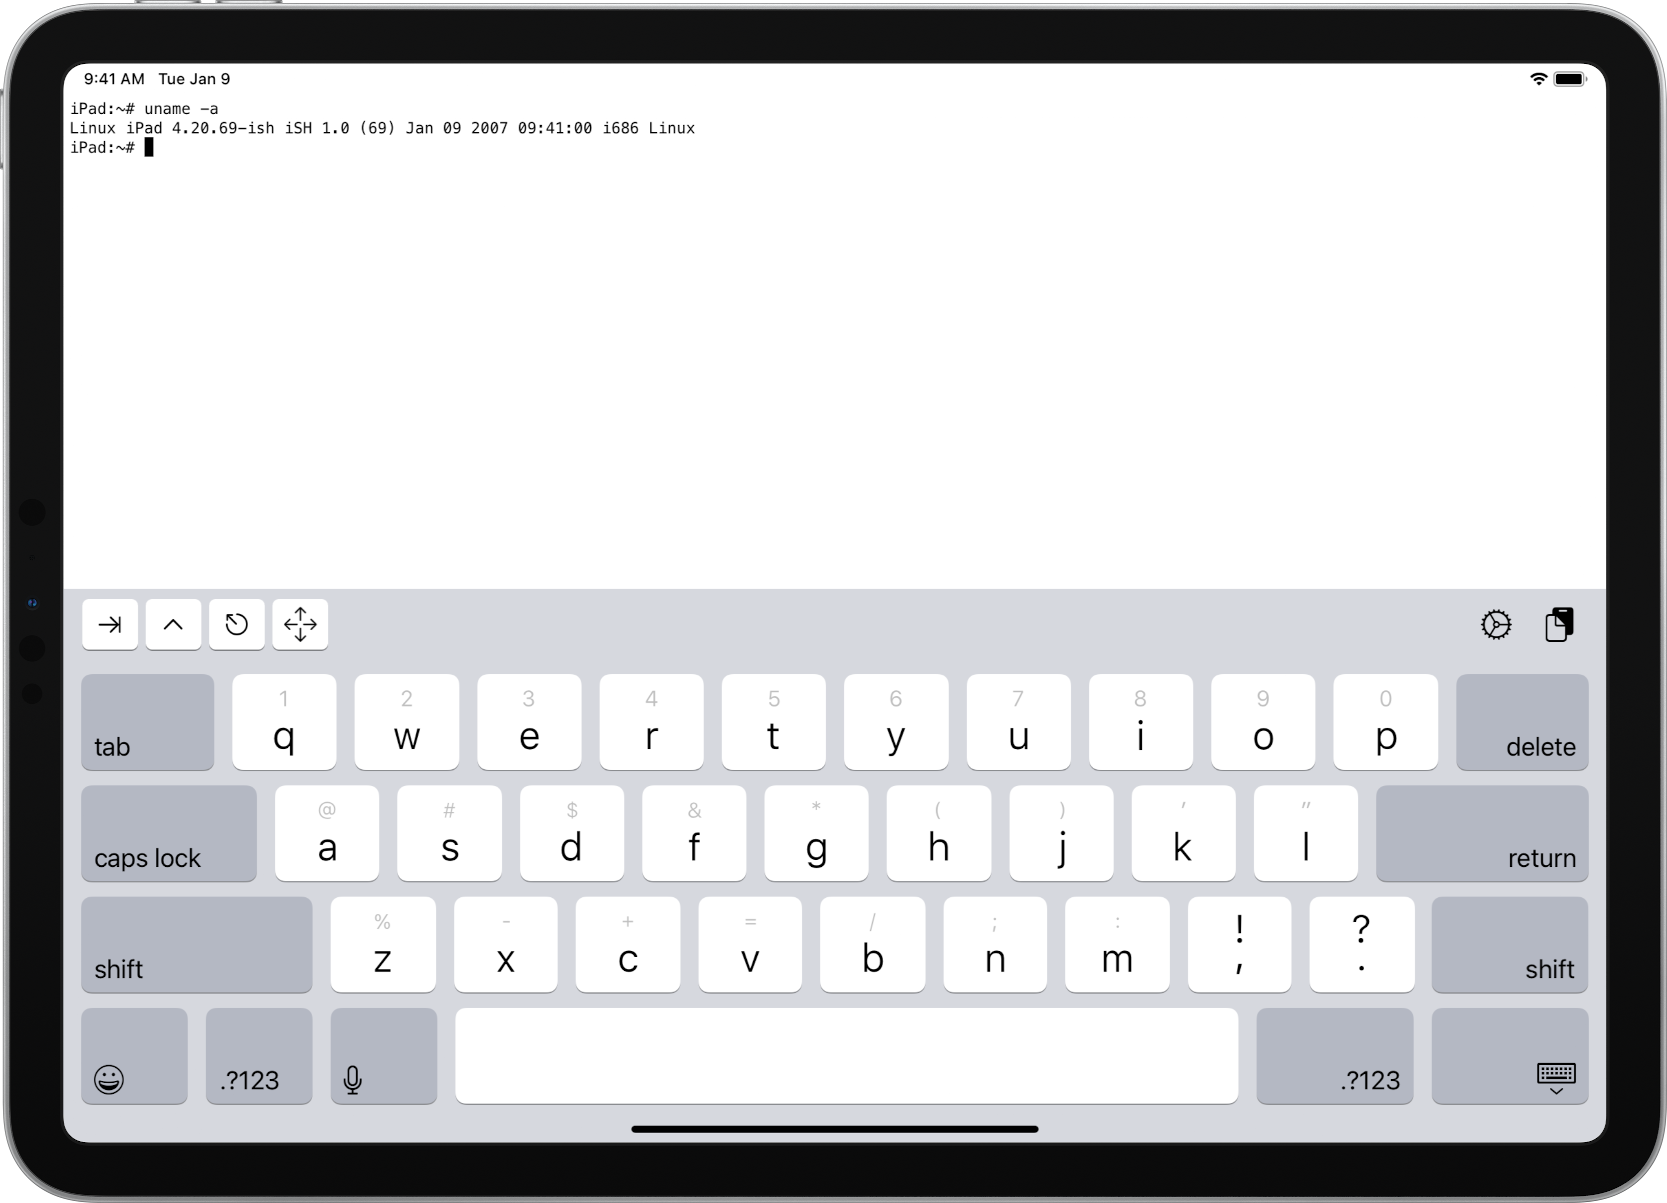 9:41 AM Tue Jan 9
iPad:~# uname -a
Linux iPad 4.20.69-ish iSH 1.0 (69) Jan 09 2007 09:41:00 i686 Linux
iPad:~#
1 2 3 4 5 6 7 8 9 0
tab q w e r t y u i o p delete
@ # $ & * ( ) ' "
caps lock a s d f g h j k l return
% - + = / ; : ! ?
shift z x c v b n m , . shift
.?123 .?123